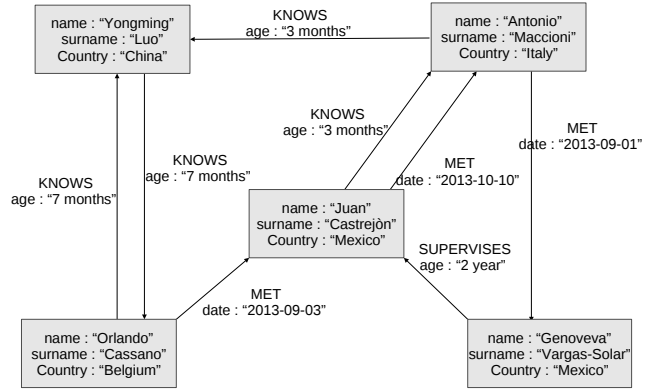 KNOWS
age : “3 months”
name : “Yongming”
surname : “Luo”
Country : “China”
name : “Antonio”
surname : “Maccioni”
Country : “Italy”
KNOWS
age : “3 months”
MET
date : “2013-09-01”
KNOWS
age : “7 months”
KNOWS
age : “7 months”
MET
date : “2013-10-10”
name : “Juan”
surname : “Castrejòn”
Country : “Mexico”
SUPERVISES
age : “2 year”
MET
date : “2013-09-03”
name : “Orlando”
surname : “Cassano”
Country : “Belgium”
name : “Genoveva”
surname : “Vargas-Solar”
Country : “Mexico”